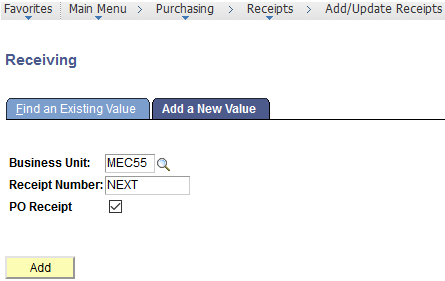 Favorites Main Menu > Purchasing > Receipts > Add/Update Receipts
Receiving
Find an Existing Value Add a New Value
Business Unit: MEC55
Receipt Number: NEXT
PO Receipt
Add